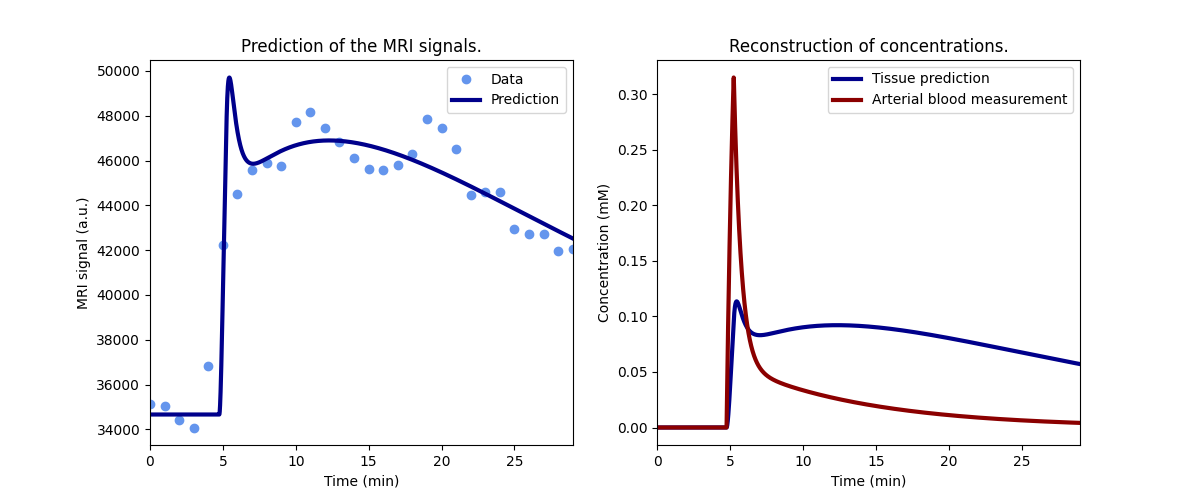 Prediction of the MRI signals.
MRI signal (a.u.)
50000
48000
46000
44000
42000
40000
38000
36000
34000
Data
Prediction
0 5 10 15 20 25
Time (min)
Reconstruction of concentrations.
Concentration (mM)
0.30
0.25
0.20
0.15
0.10
0.05
0.00
Tissue prediction
Arterial blood measurement
0 5 10 15 20 25
Time (min)